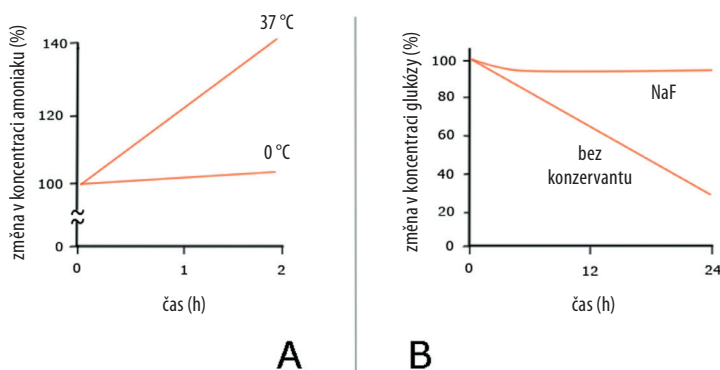 změna v koncentraci amoniaku (%)
140
120
100
0
37 °C
0 °C
0
1
2
čas (h)
A
změna v koncentraci glukózy (%)
100
80
60
40
20
0
NaF
bez
konzervantu
0
12
24
čas (h)
B